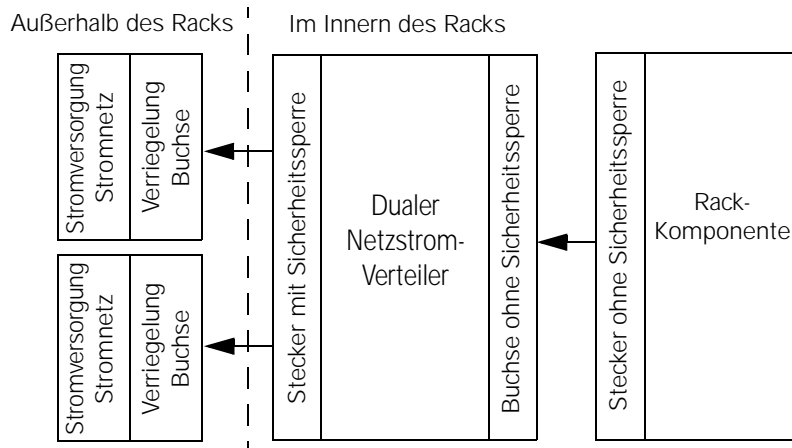 Außerhalb des Racks
Im Innern des Racks
Stromversorgung
Stromnetz
Verriegelung
Buchse
Stromversorgung
Stromnetz
Verriegelung
Buchse
Stecker mit Sicherheitssperre
Dualer
Netzstrom-
Verteiler
Buchse ohne Sicherheitssperre
Stecker ohne Sicherheitssperre
Rack-
Komponente